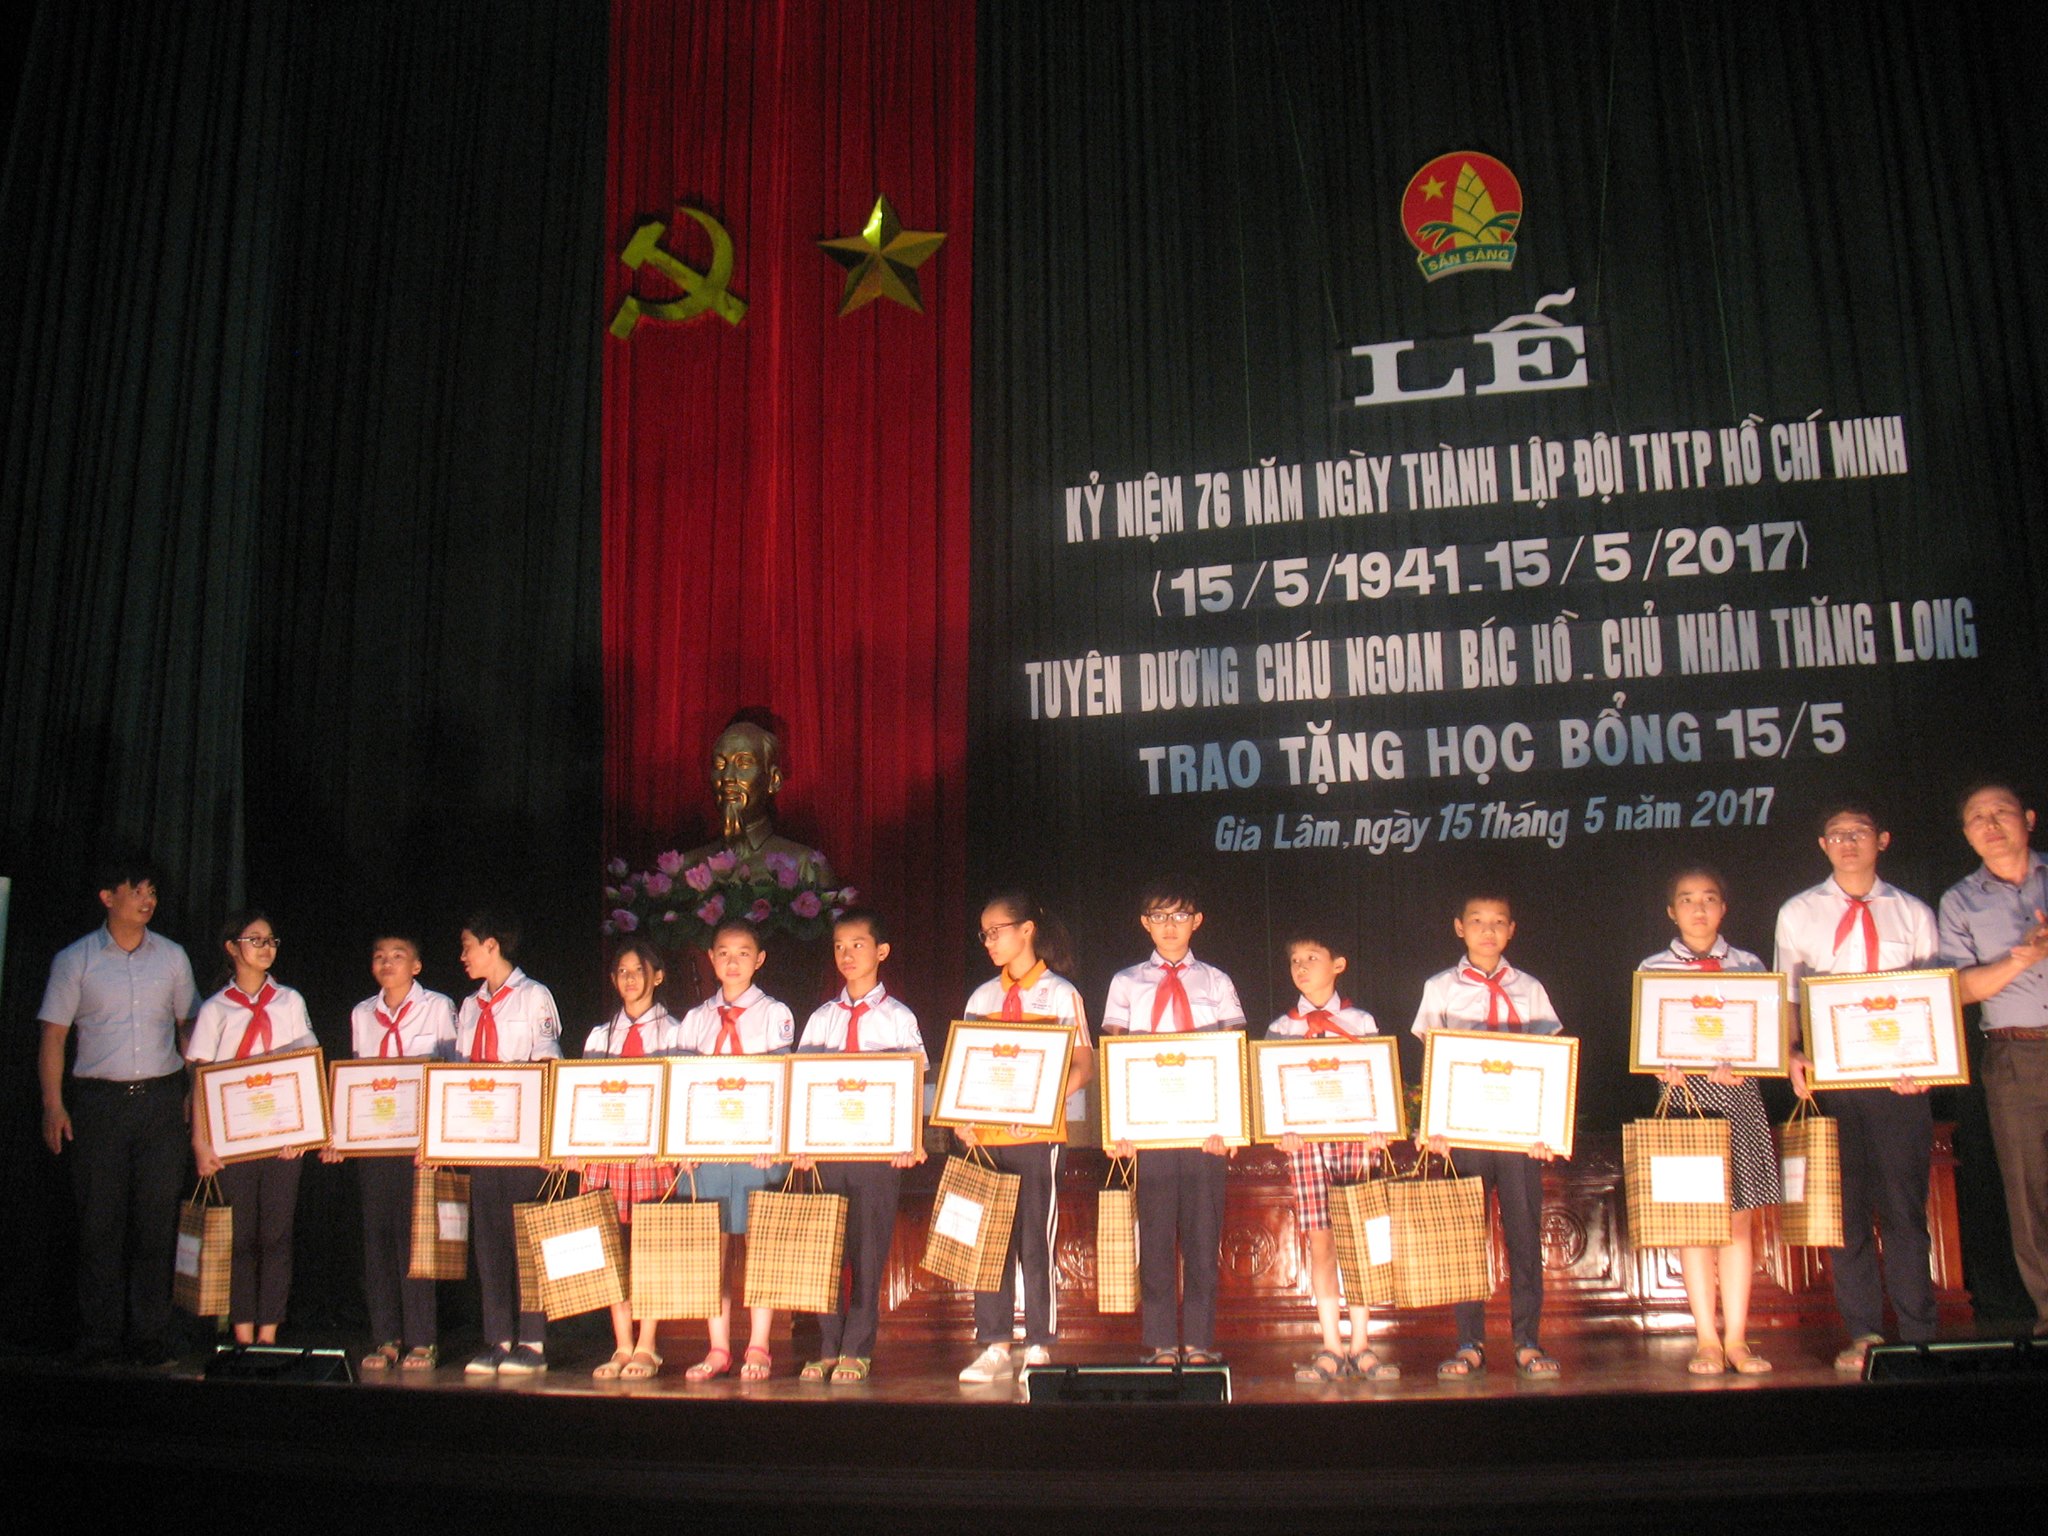 SẴN SÀNG
LỄ
KỶ NIỆM 76 NĂM NGÀY THÀNH LẬP ĐỘI TNTP HỒ CHÍ MINH
(15/5/1941-15/5/2017)
TUYÊN DƯƠNG CHÁU NGOAN BÁC HỒ - CHỦ NHÂN THĂNG LONG
TRAO TẶNG HỌC BỔNG 15/5
Gia Lâm, ngày 15 tháng 5 năm 2017